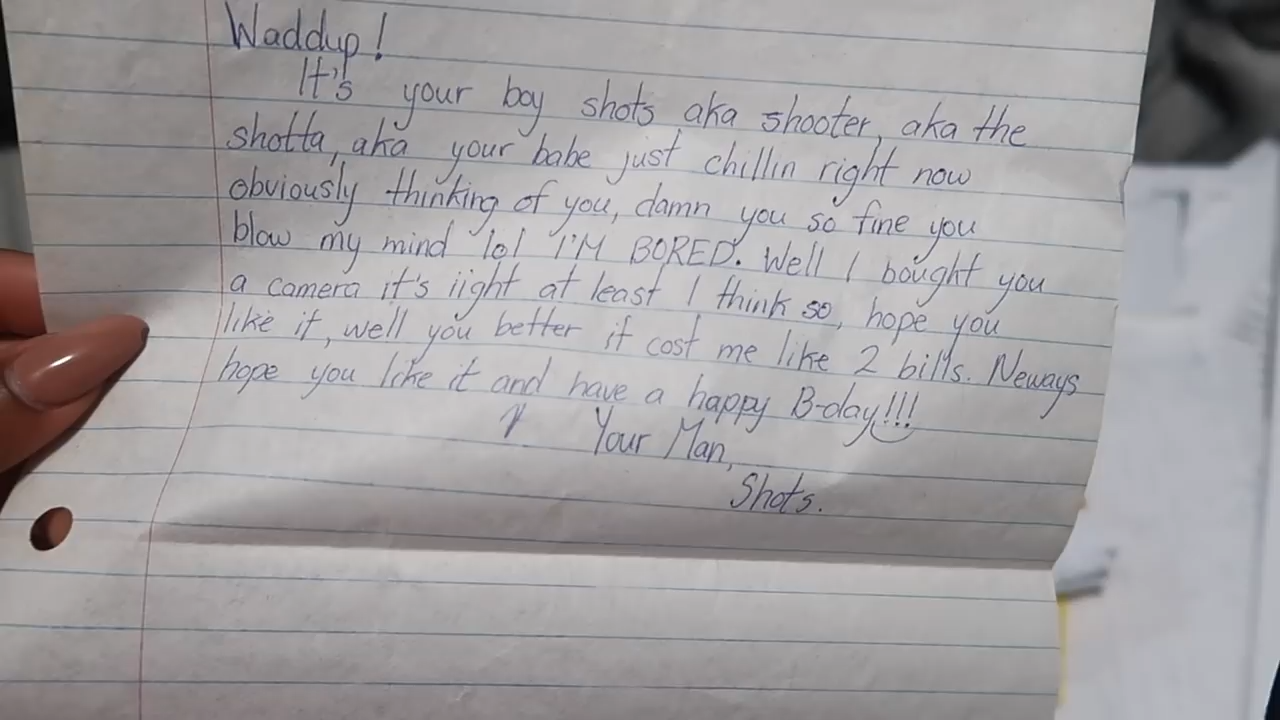 Waddup!
It's your boy shots aka shooter, aka the
shotta, aka your babe just chillin right now
obviously thinking of you, damn you so fine you
blow my mind lol I'M BORED. Well I bought you
a camera it's iight at least I think so, hope you
like it, well you better it cost me like 2 bills. Neways
hope you like it and have a happy B-day!!!
Your Man,
Shots.